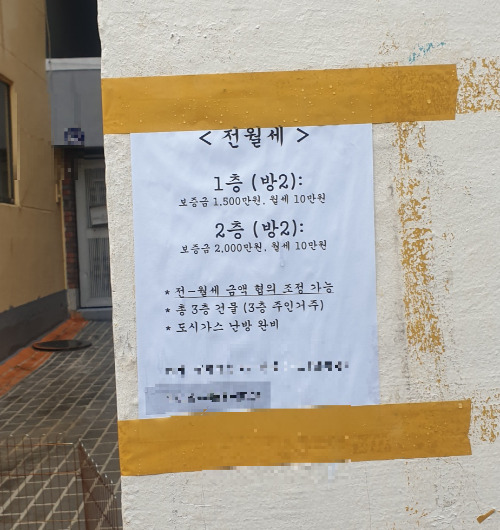 < 전월세 >
1층 (방2):
보증금 1,500만원, 월세 10만원
2층 (방2):
보증금 2,000만원, 월세 10만원
* 전-월세 금액 협의 조정 가능
* 총 3층 건물 (3층 주인거주)
* 도시가스 난방 완비